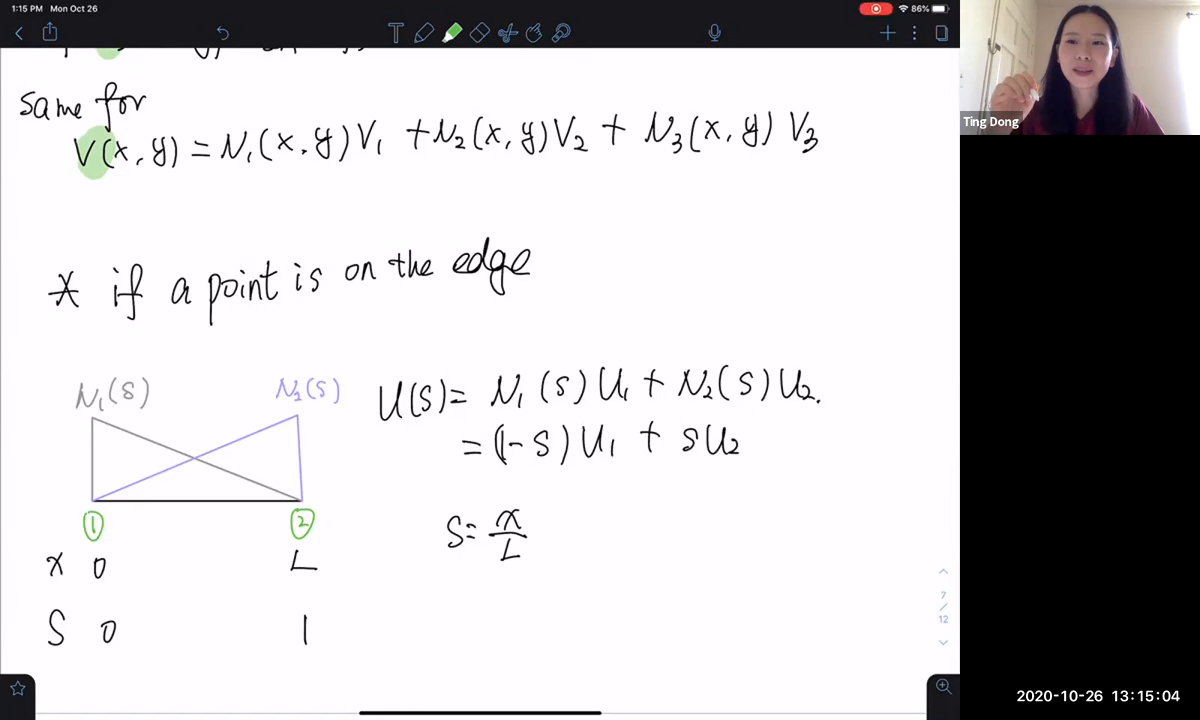 1:15 PM Mon Oct 26
86%
same for
V(x, y) = N₁(x, y)V₁ + N₂(x, y)V₂ + N₃(x, y) V₃
Ting Dong
* if a point is on the edge
N₁(S)
N₂(S)
U(S) = N₁(S)U₁ + N₂(S)U₂.
= (1-S)U₁ + SU₂
① ②
S = x/L
x 0 L
S 0 1
7
/
12
2020-10-26 13:15:04